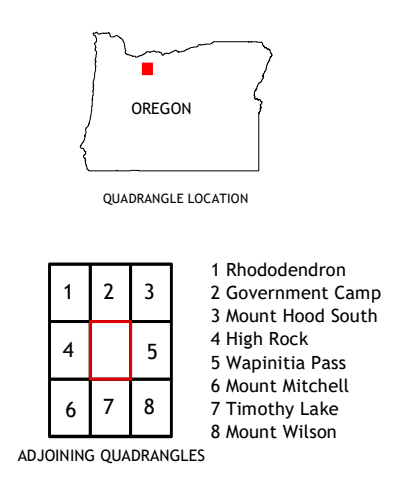 OREGON
QUADRANGLE LOCATION
1 2 3
4 5
6 7 8
ADJOINING QUADRANGLES
1 Rhododendron
2 Government Camp
3 Mount Hood South
4 High Rock
5 Wapinitia Pass
6 Mount Mitchell
7 Timothy Lake
8 Mount Wilson